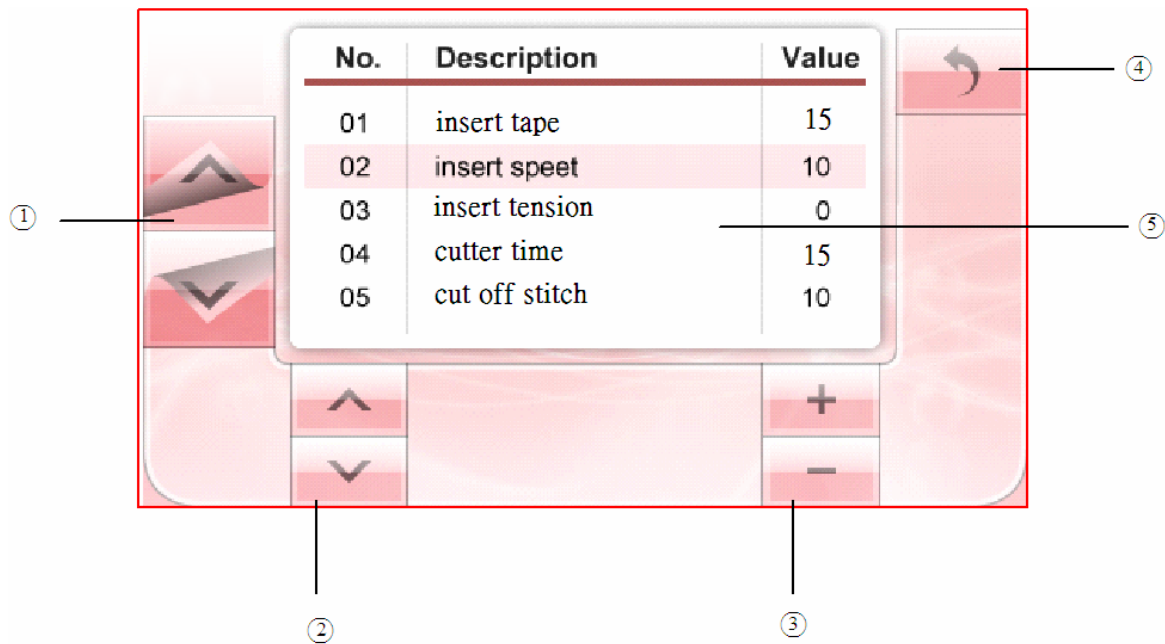 No. Description Value
④
01 insert tape 15
02 insert speet 10
① 03 insert tension 0 ⑤
04 cutter time 15
05 cut off stitch 10
+
−
② ③